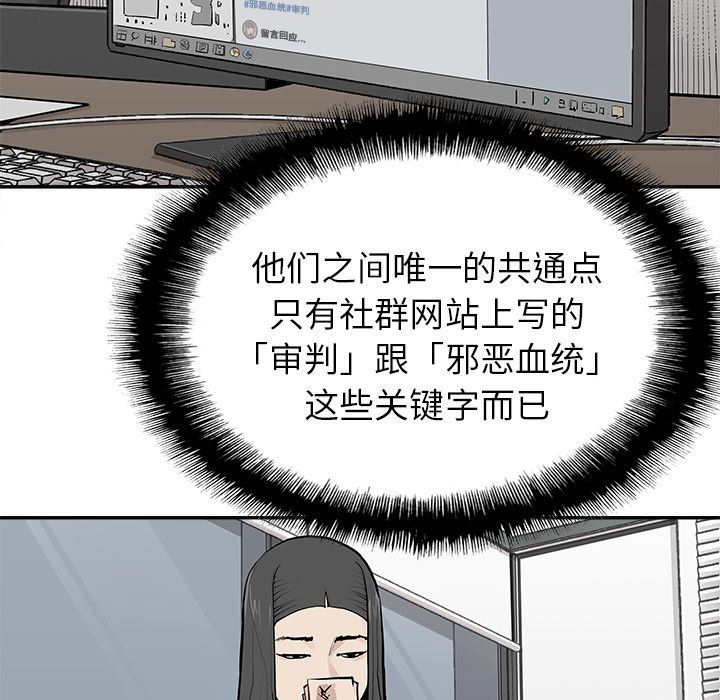 #邪恶血统#审判
留言回应...
他们之间唯一的共通点
只有社群网站上写的
「审判」跟「邪恶血统」
这些关键字而已